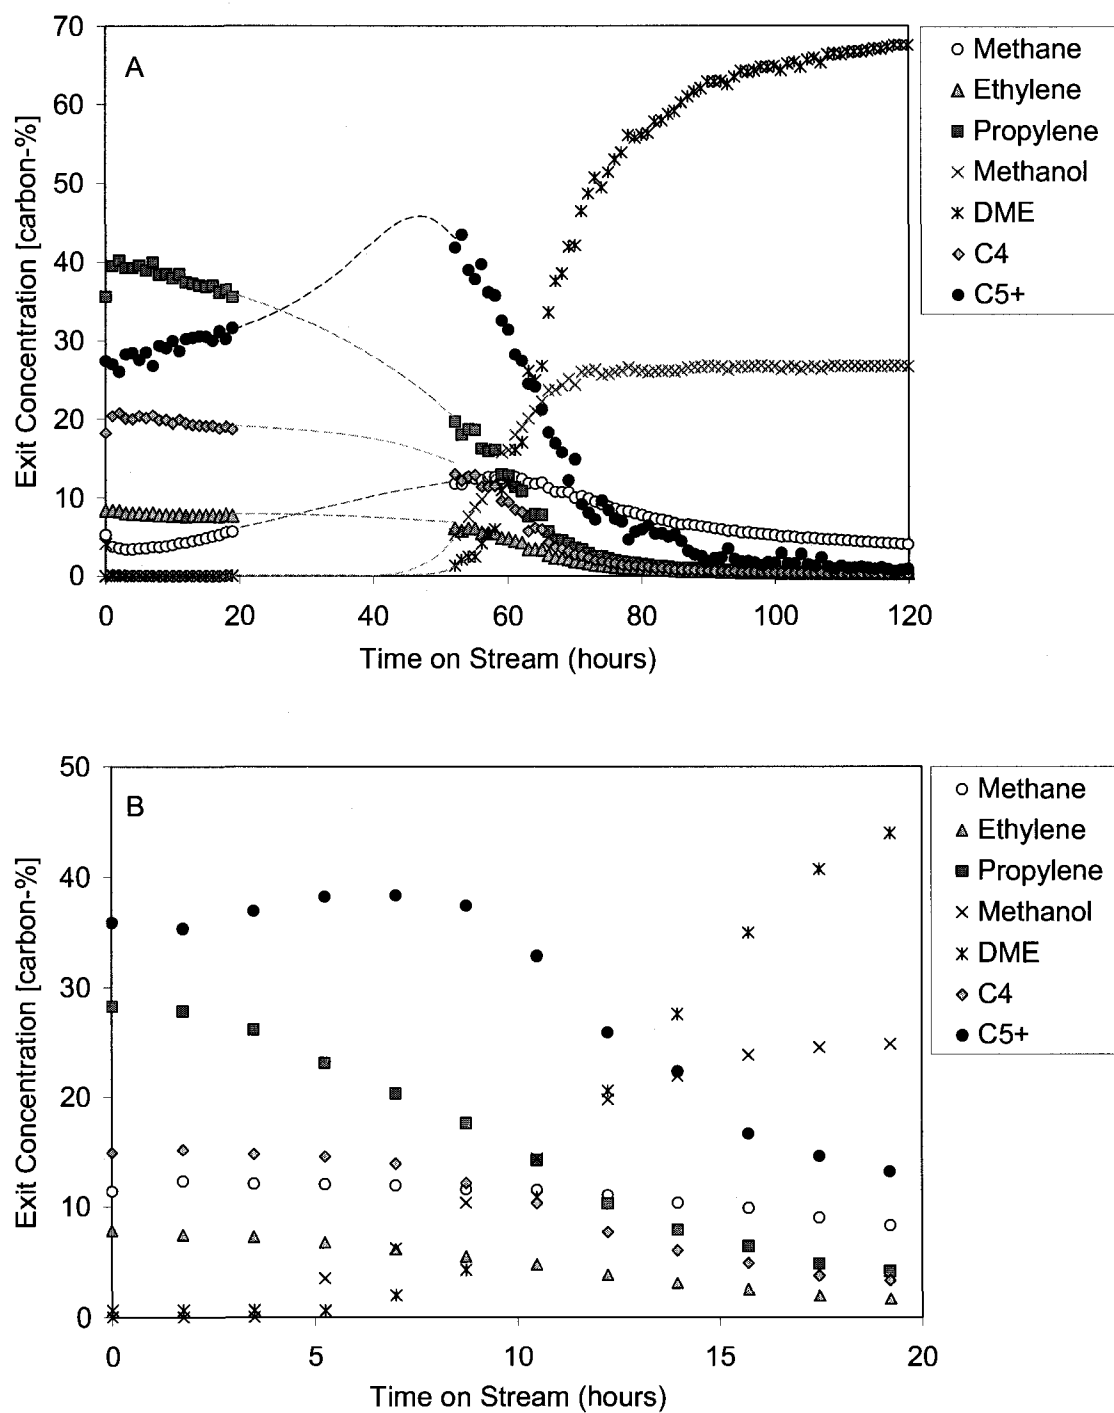 A
70
60
50
40
30
20
10
0
Exit Concentration [carbon-%]
0 20 40 60 80 100 120
Time on Stream (hours)
Methane
Ethylene
Propylene
Methanol
DME
C4
C5+
B
50
40
30
20
10
0
Exit Concentration [carbon-%]
0 5 10 15 20
Time on Stream (hours)
Methane
Ethylene
Propylene
Methanol
DME
C4
C5+